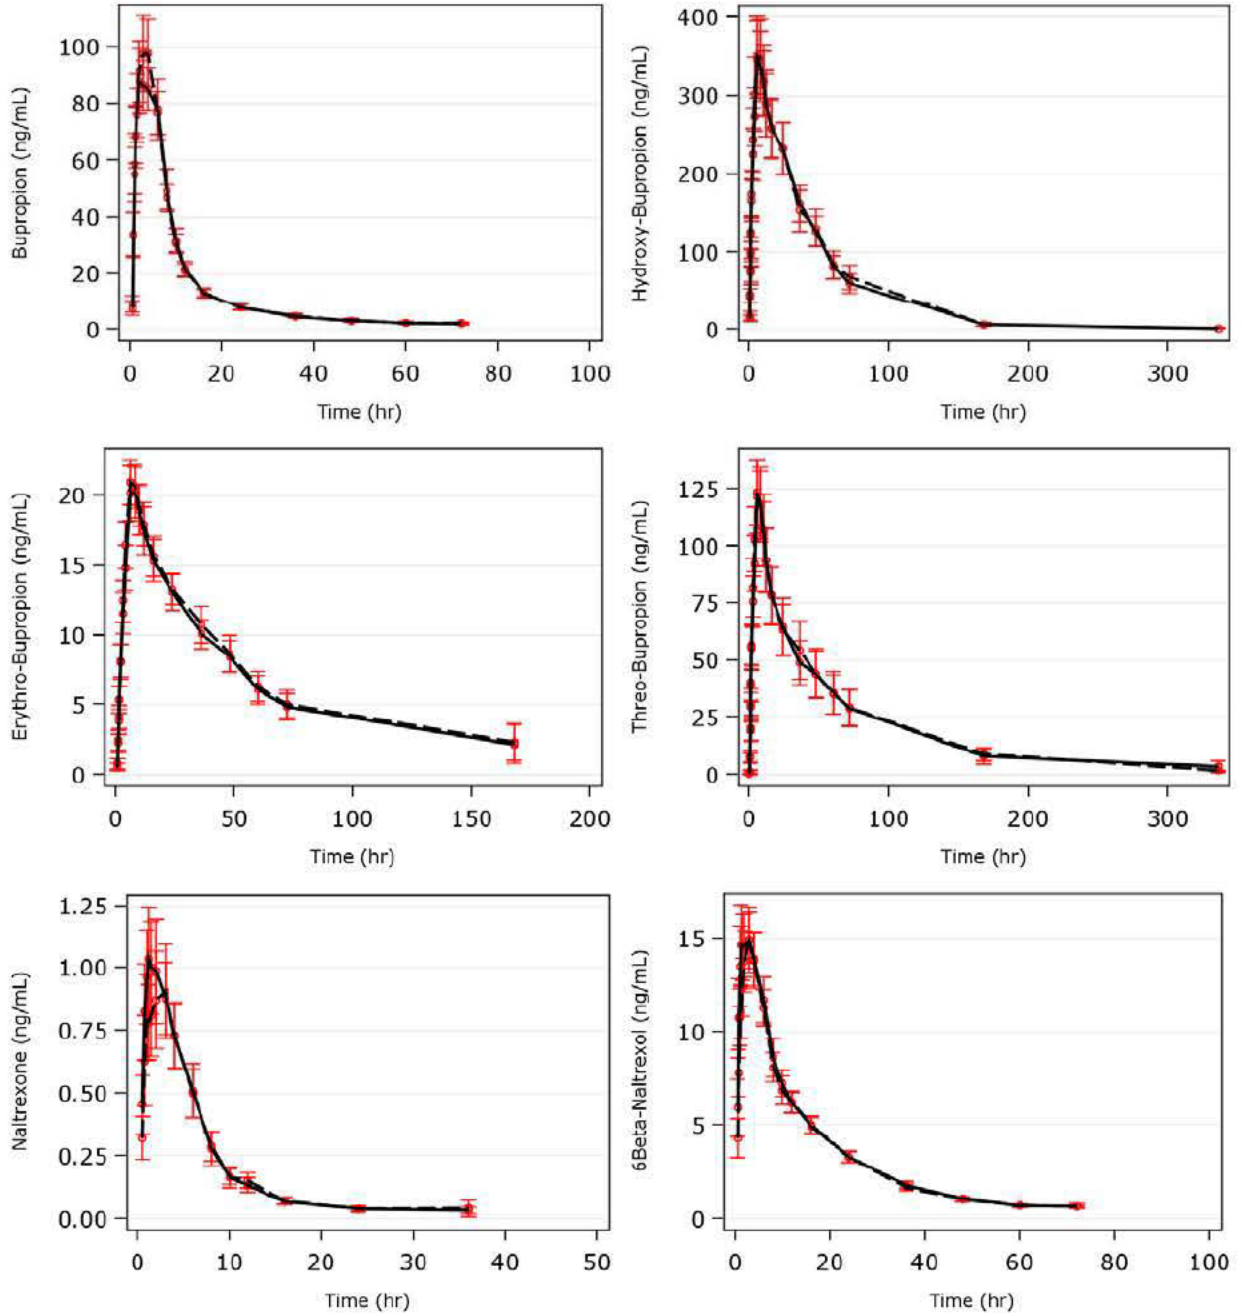 Bupropion (ng/mL)
100
80
60
40
20
0
0 20 40 60 80 100
Time (hr)
Hydroxy-Bupropion (ng/mL)
400
300
200
100
0
0 100 200 300
Time (hr)
Erythro-Bupropion (ng/mL)
20
15
10
5
0
0 50 100 150 200
Time (hr)
Threo-Bupropion (ng/mL)
125
100
75
50
25
0
0 100 200 300
Time (hr)
Naltrexone (ng/mL)
1.25
1.00
0.75
0.50
0.25
0.00
0 10 20 30 40 50
Time (hr)
6Beta-Naltrexol (ng/mL)
15
10
5
0
0 20 40 60 80 100
Time (hr)